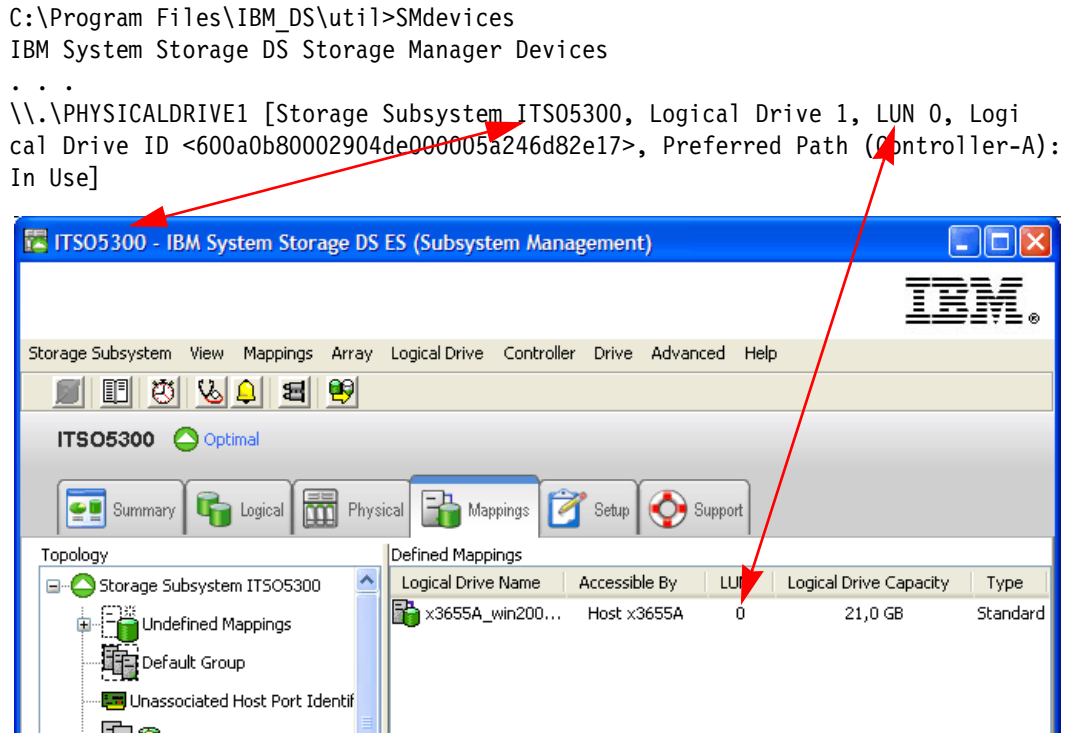 C:\Program Files\IBM_DS\util>SMdevices
IBM System Storage DS Storage Manager Devices
. . .
\\.\PHYSICALDRIVE1 [Storage Subsystem ITSO5300, Logical Drive 1, LUN 0, Logi
cal Drive ID <600a0b80002904de000005a246d82e17>, Preferred Path (Controller-A):
In Use]
ITSO5300 - IBM System Storage DS ES (Subsystem Management)
IBM®
Storage Subsystem View Mappings Array Logical Drive Controller Drive Advanced Help
ITSO5300 Optimal
Summary Logical Physical Mappings Setup Support
Topology Defined Mappings
Logical Drive Name Accessible By LUN Logical Drive Capacity Type
Storage Subsystem ITSO5300
x3655A_win200... Host x3655A 0 21,0 GB Standard
Undefined Mappings
Default Group
Unassociated Host Port Identif